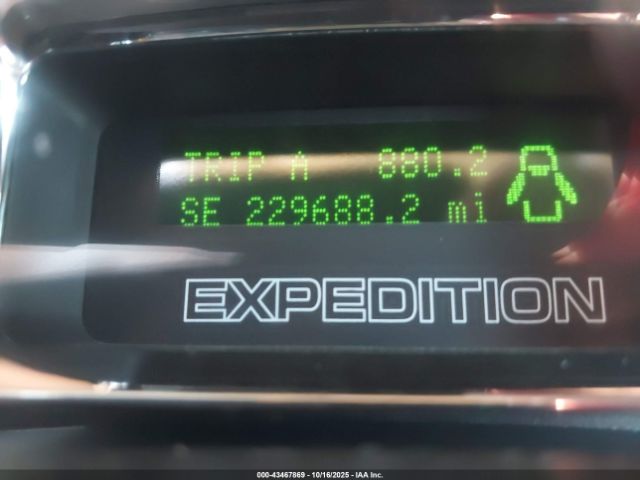 TRIP A 880.2
SE 229688.2 mi
EXPEDITION
000-43467869 - 10/16/2025 - © IAA Inc.